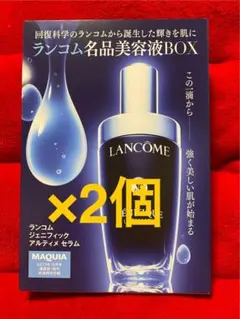 回復科学のランコムから誕生した輝きを肌に
ランコム名品美容液BOX
この一滴から
強く美しい肌が始まる
LANCÔME
×2個
ランコム
ジェニフィック
アルティメ セラム
MAQUIA